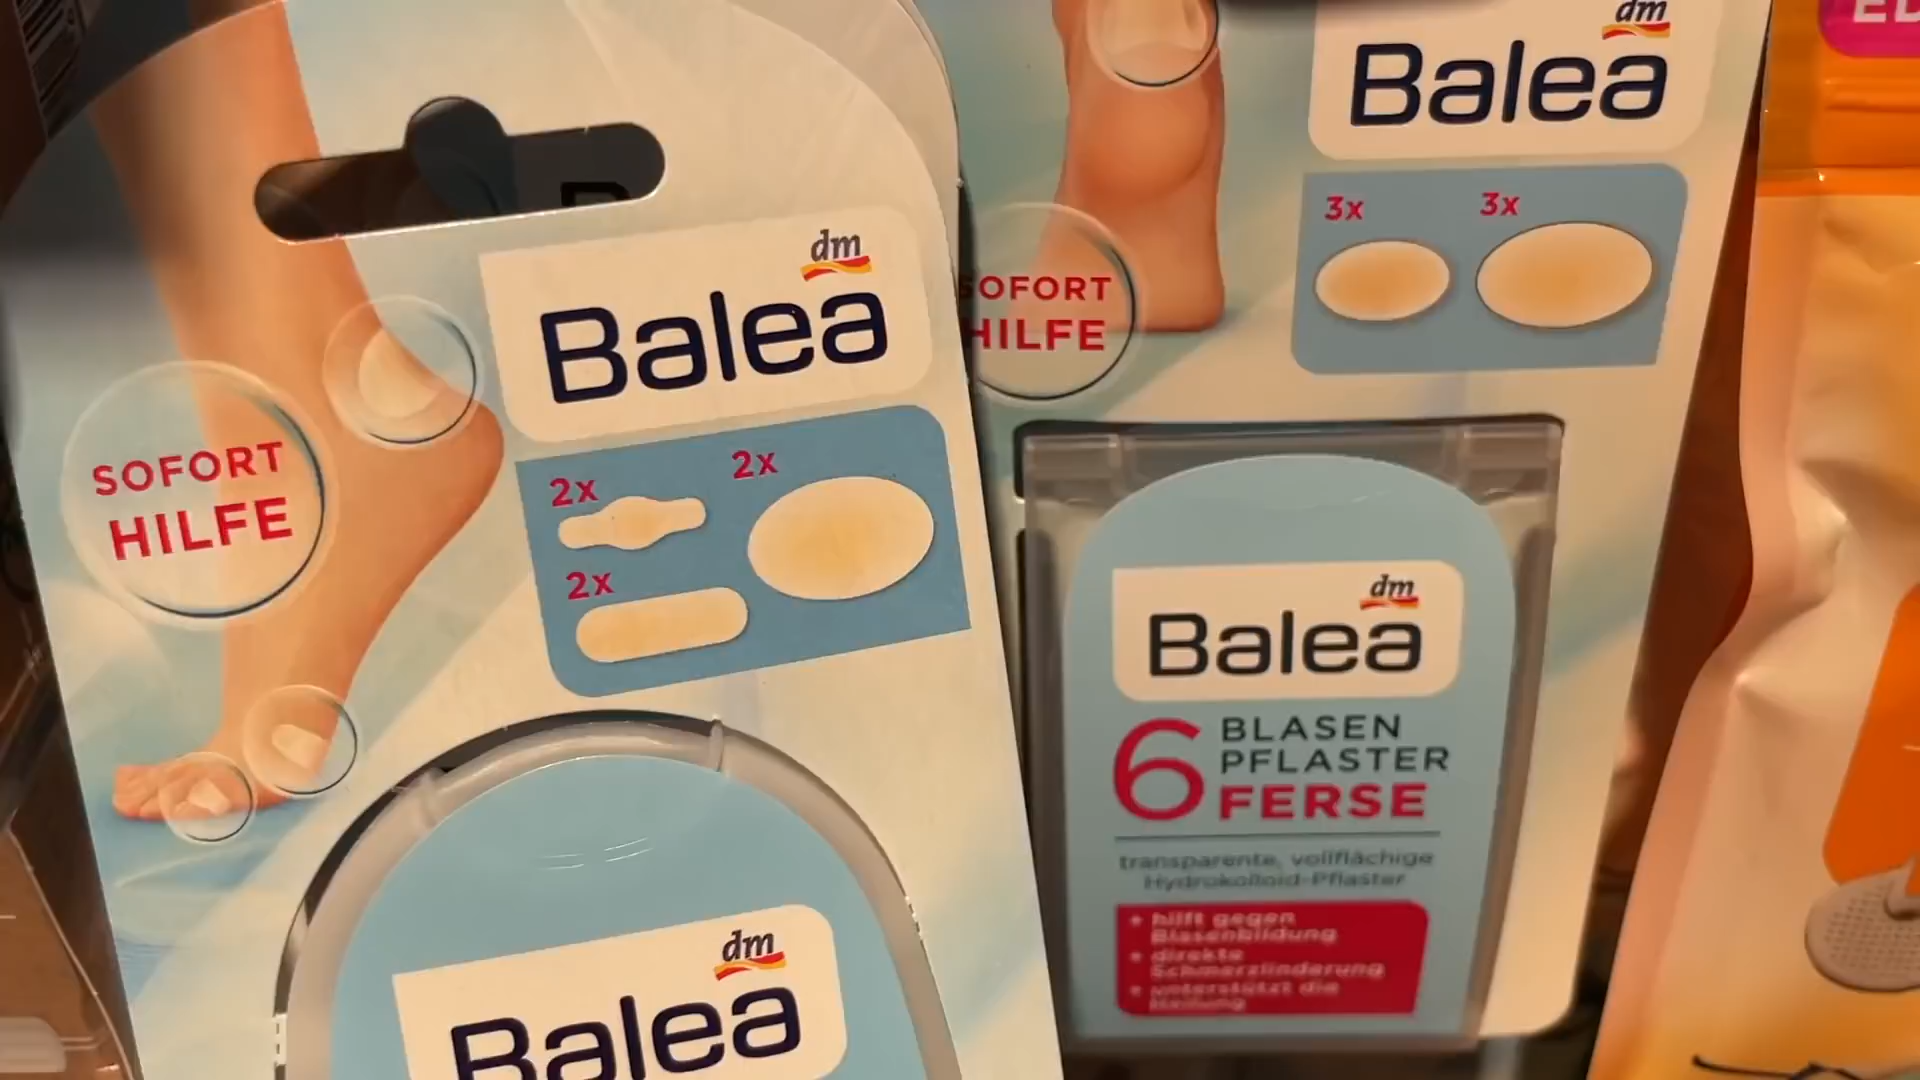 SOFORT
HILFE
dm
Balea
2x
2x
2x
dm
Balea
dm
Balea
3x
3x
SOFORT
HILFE
dm
Balea
6
BLASEN
PFLASTER
FERSE
transparente, vollflächige
Hydrokolloid-Pflaster
• hilft gegen
Blasenbildung
• direkte
Schmerzlinderung
• unterstützt die
Heilung
ED